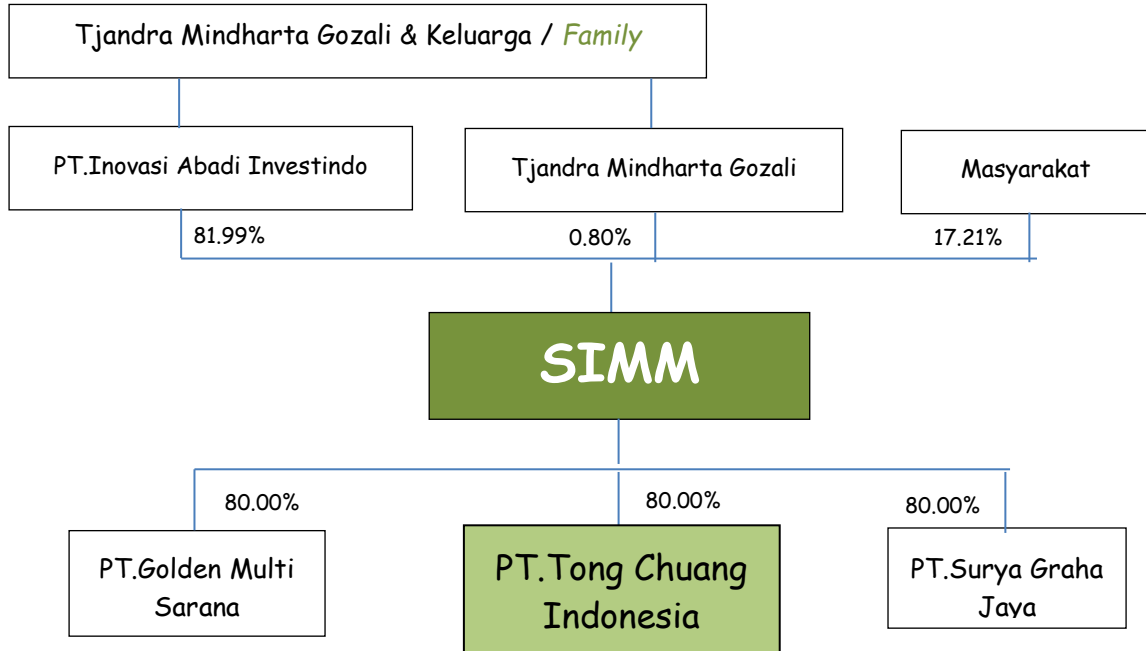 Tjandra Mindharta Gozali & Keluarga / Family
PT.Inovasi Abadi Investindo
Tjandra Mindharta Gozali
Masyarakat
81.99%
0.80%
17.21%
SIMM
80.00%
80.00%
80.00%
PT.Golden Multi
Sarana
PT.Tong Chuang
Indonesia
PT.Surya Graha
Jaya